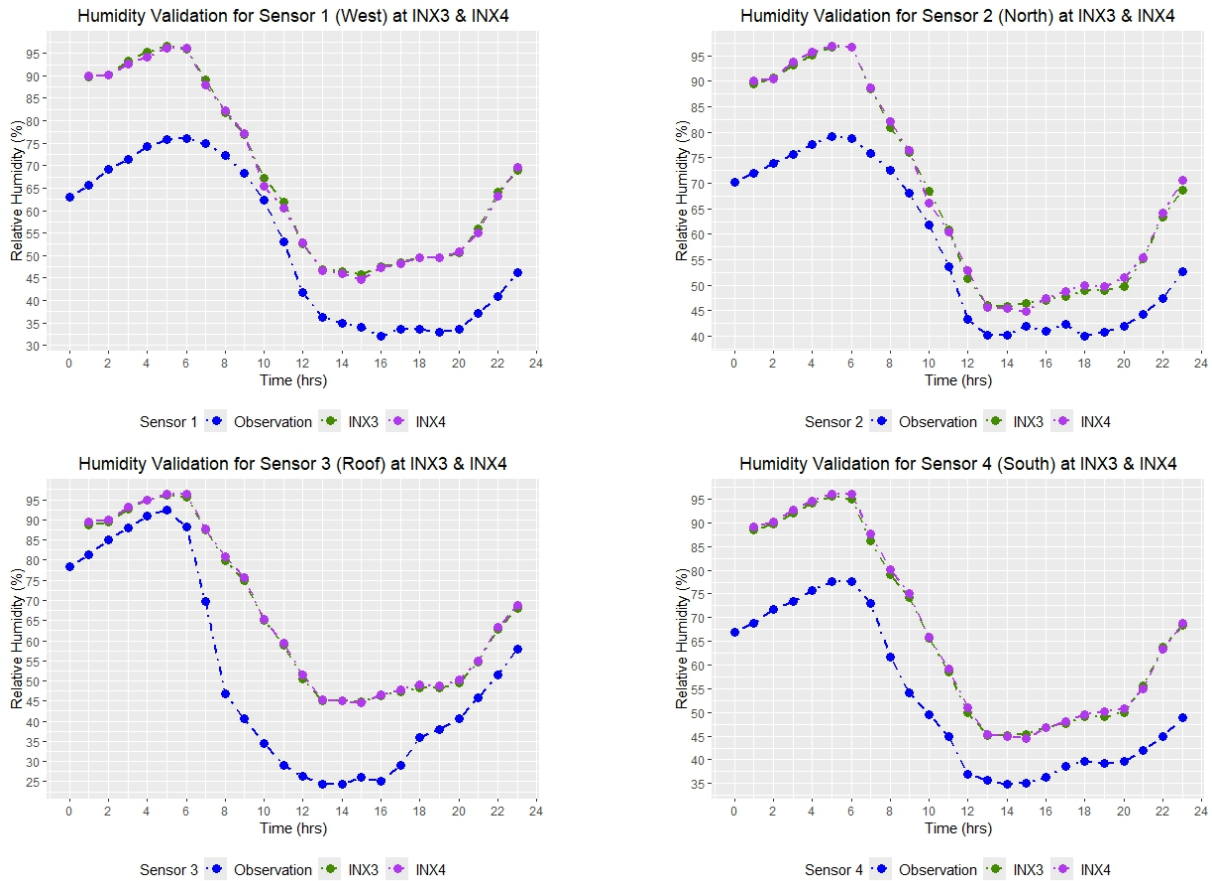 Humidity Validation for Sensor 1 (West) at INX3 & INX4
Relative Humidity (%)
95
90
85
80
75
70
65
60
55
50
45
40
35
30
0 2 4 6 8 10 12 14 16 18 20 22 24
Time (hrs)
Sensor 1 Observation INX3 INX4
Humidity Validation for Sensor 2 (North) at INX3 & INX4
Relative Humidity (%)
95
90
85
80
75
70
65
60
55
50
45
40
0 2 4 6 8 10 12 14 16 18 20 22 24
Time (hrs)
Sensor 2 Observation INX3 INX4
Humidity Validation for Sensor 3 (Roof) at INX3 & INX4
Relative Humidity (%)
95
90
85
80
75
70
65
60
55
50
45
40
35
30
25
0 2 4 6 8 10 12 14 16 18 20 22 24
Time (hrs)
Sensor 3 Observation INX3 INX4
Humidity Validation for Sensor 4 (South) at INX3 & INX4
Relative Humidity (%)
95
90
85
80
75
70
65
60
55
50
45
40
35
0 2 4 6 8 10 12 14 16 18 20 22 24
Time (hrs)
Sensor 4 Observation INX3 INX4